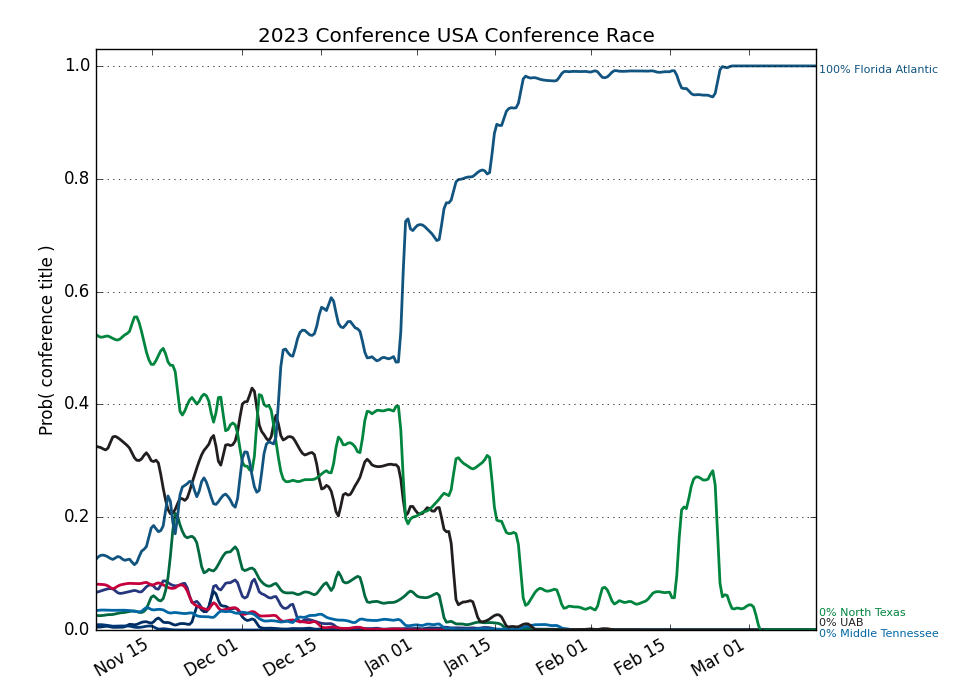 2023 Conference USA Conference Race
Prob( conference title )
1.0
0.8
0.6
0.4
0.2
0.0
100% Florida Atlantic
0% North Texas
0% UAB
0% Middle Tennessee
Nov 15
Dec 01
Dec 15
Jan 01
Jan 15
Feb 01
Feb 15
Mar 01